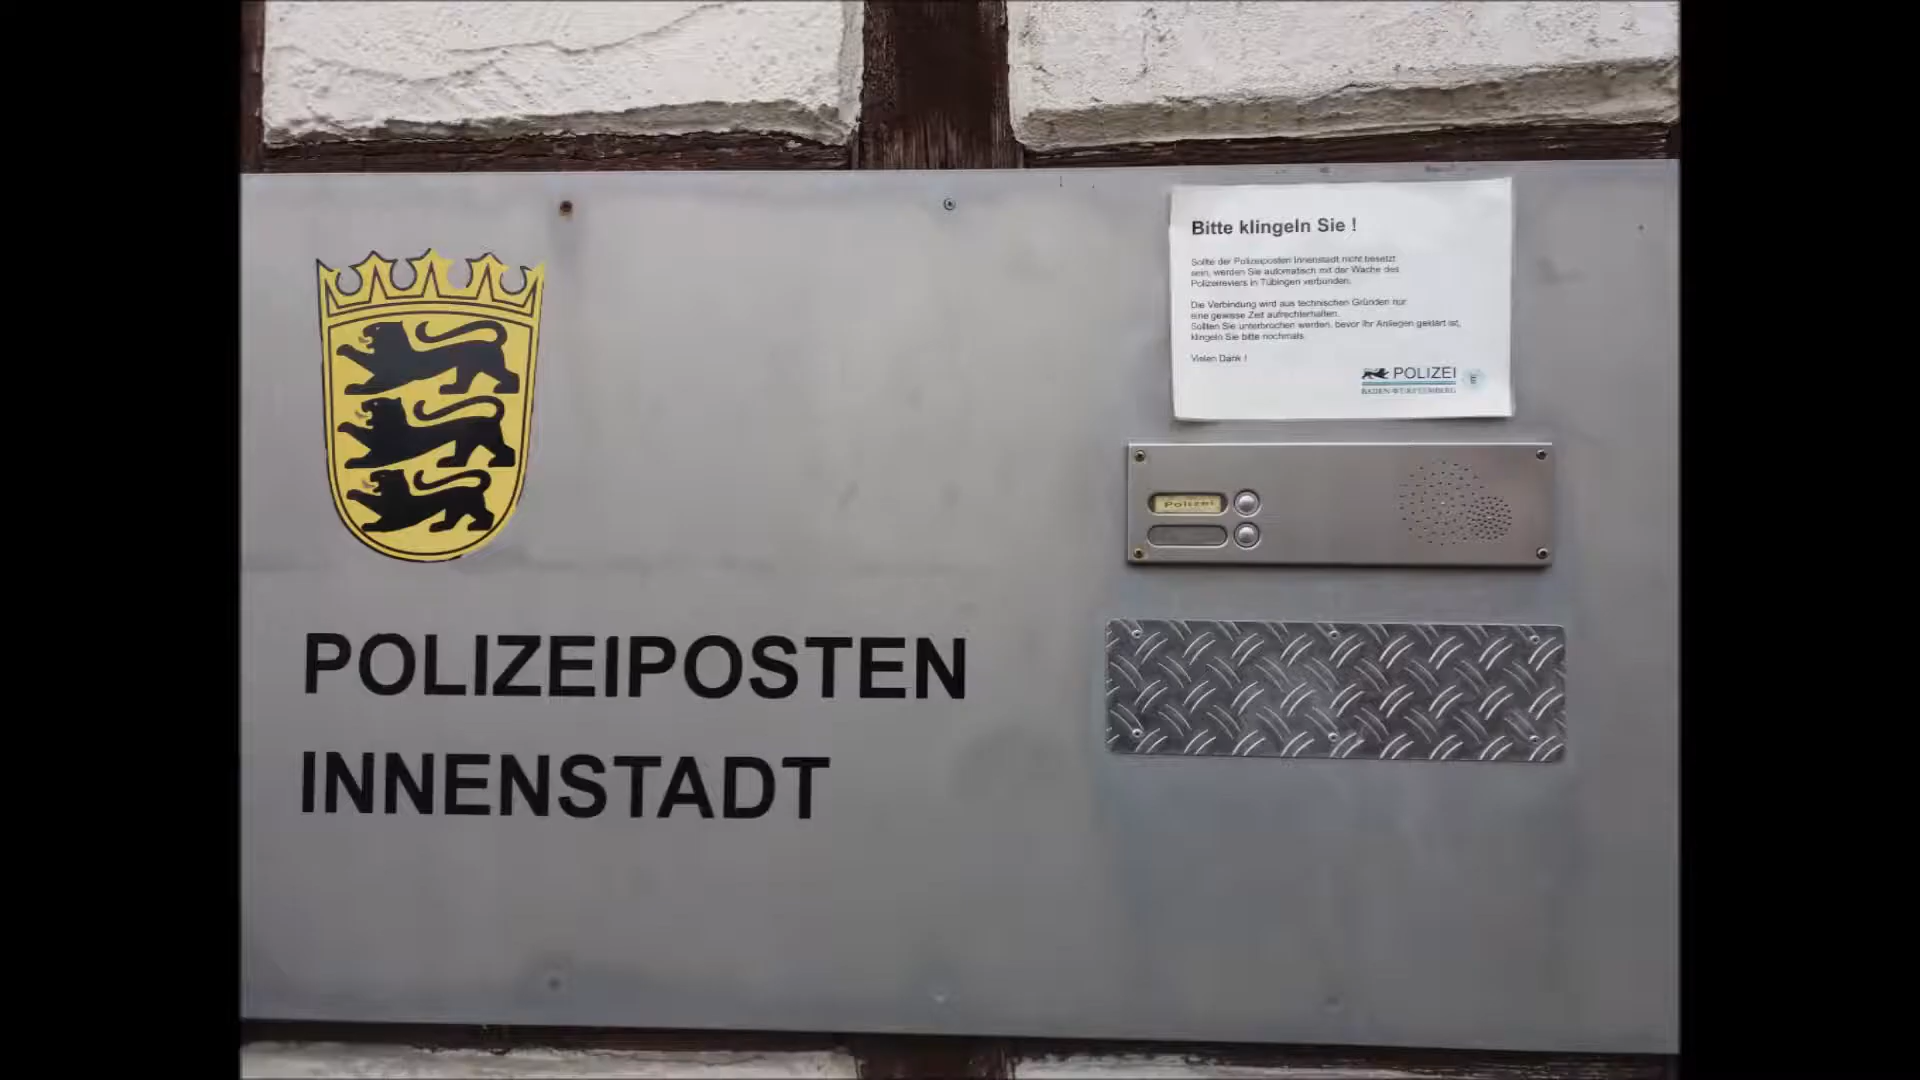 Bitte klingeln Sie !
Sollte der Polizeiposten Innenstadt nicht besetzt
sein, werden Sie automatisch mit der Wache des
Polizeireviers in Tübingen verbunden.
Die Verbindung wird aus technischen Gründen nur
eine gewisse Zeit aufrechterhalten.
Sollten Sie unterbrochen werden, bevor Ihr Anliegen geklärt ist,
klingeln Sie bitte nochmals.
Vielen Dank !
POLIZEI
BADEN-WÜRTTEMBERG
Polizei
POLIZEIPOSTEN
INNENSTADT